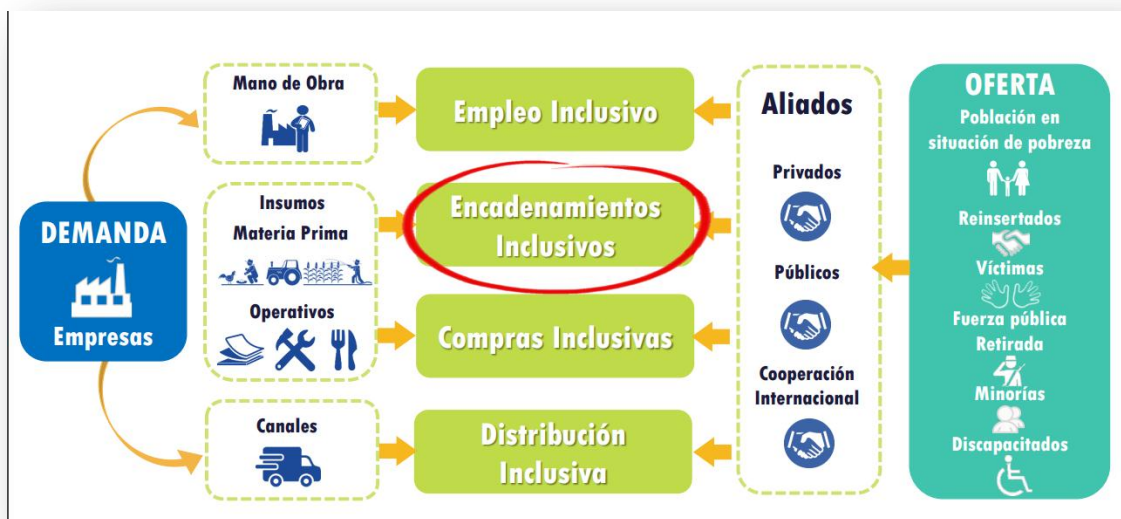 DEMANDA
Empresas
Mano de Obra
Insumos
Materia Prima
Operativos
Canales
Empleo Inclusivo
Encadenamientos
Inclusivos
Compras Inclusivas
Distribución
Inclusiva
Aliados
Privados
Públicos
Cooperación
Internacional
OFERTA
Población en
situación de pobreza
Reinsertados
Víctimas
Fuerza pública
Retirada
Minorías
Discapacitados